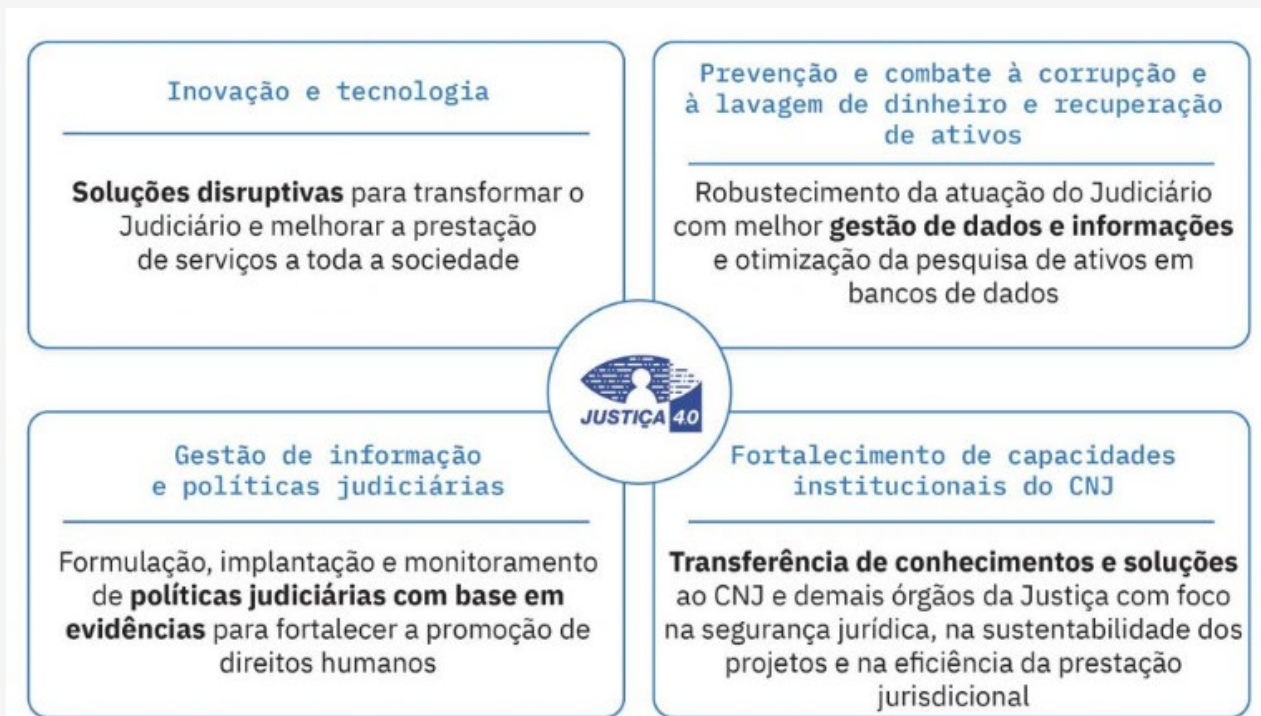 Inovação e tecnologia
Soluções disruptivas para transformar o
Judiciário e melhorar a prestação
de serviços a toda a sociedade
Prevenção e combate à corrupção e
à lavagem de dinheiro e recuperação
de ativos
Robustecimento da atuação do Judiciário
com melhor gestão de dados e informações
e otimização da pesquisa de ativos em
bancos de dados
JUSTIÇA 4.0
Gestão de informação
e políticas judiciárias
Formulação, implantação e monitoramento
de políticas judiciárias com base em
evidências para fortalecer a promoção de
direitos humanos
Fortalecimento de capacidades
institucionais do CNJ
Transferência de conhecimentos e soluções
ao CNJ e demais órgãos da Justiça com foco
na segurança jurídica, na sustentabilidade dos
projetos e na eficiência da prestação
jurisdicional